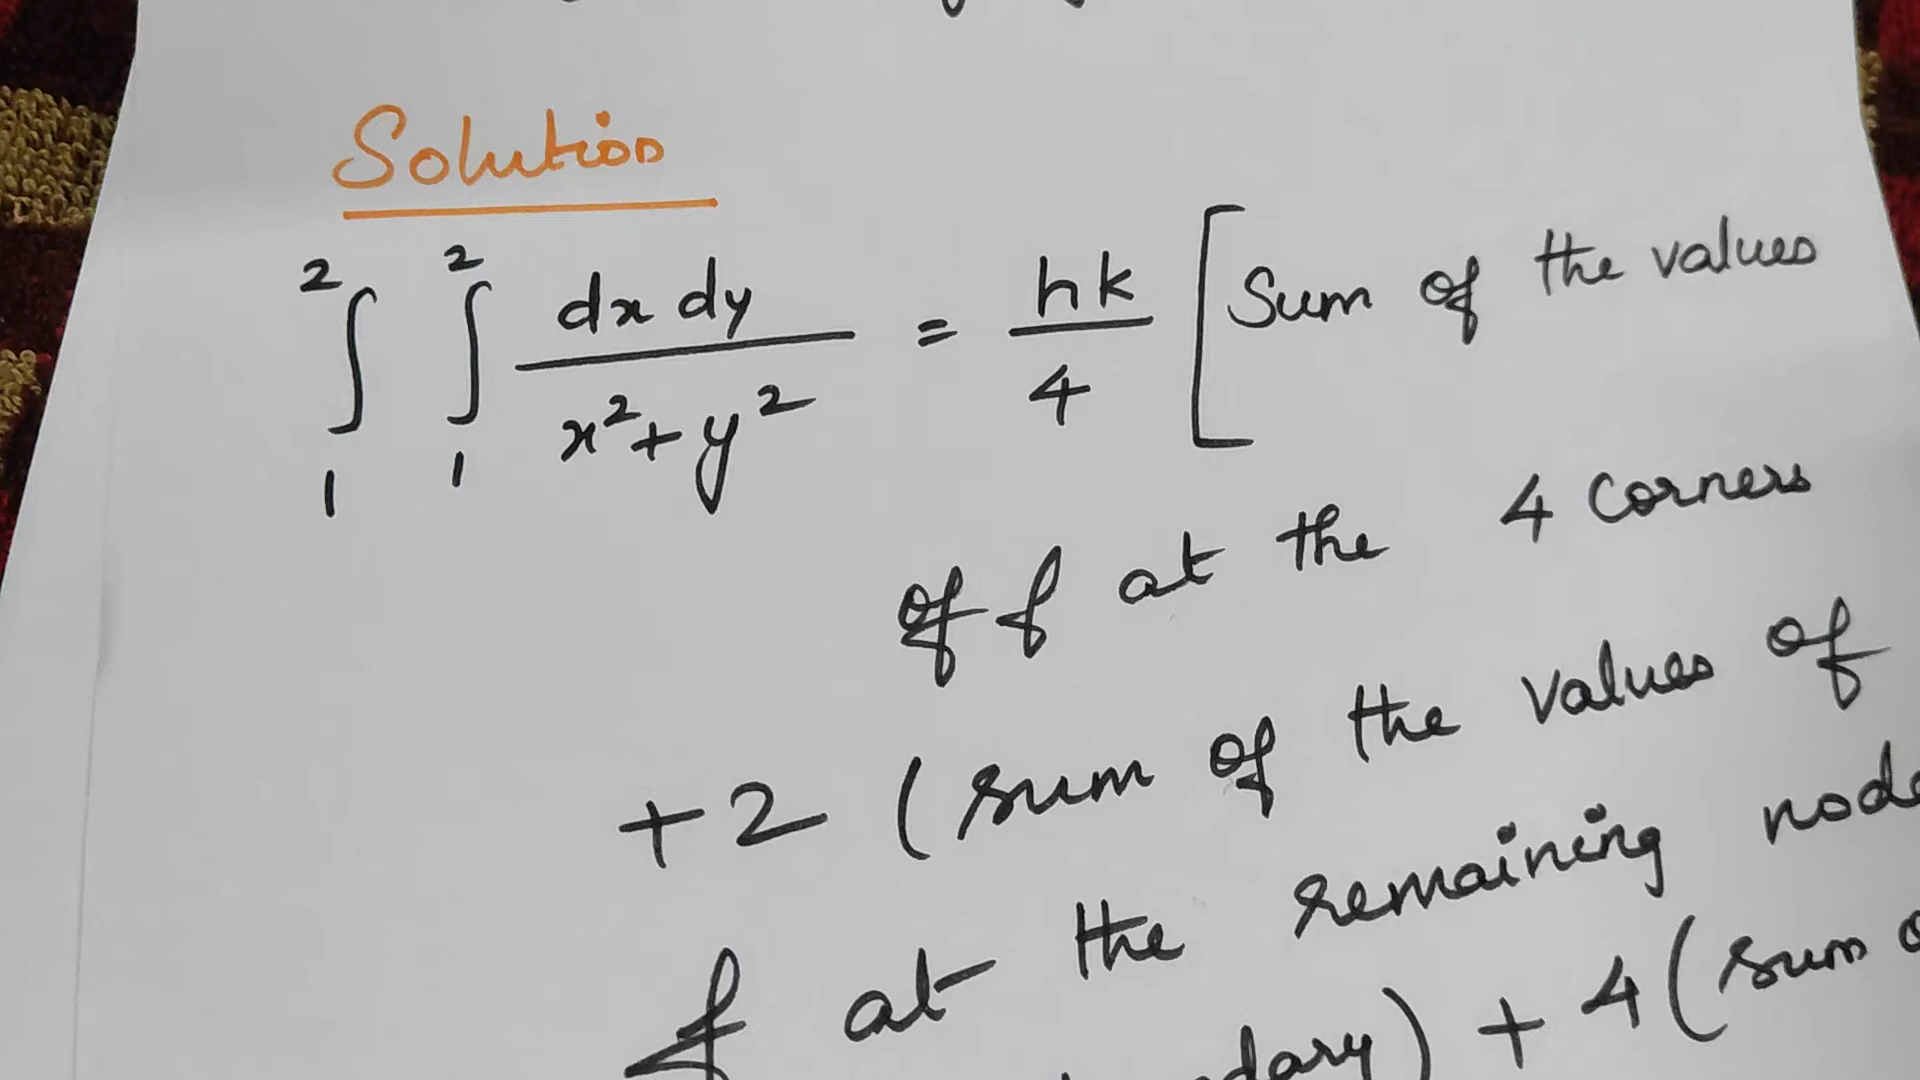 Solution
∫₁² ∫₁² dx dy / x² + y² = hk / 4 [ Sum of the values
of f at the 4 corners
+ 2 ( sum of the values of
f at the remaining
) + 4 ( sum